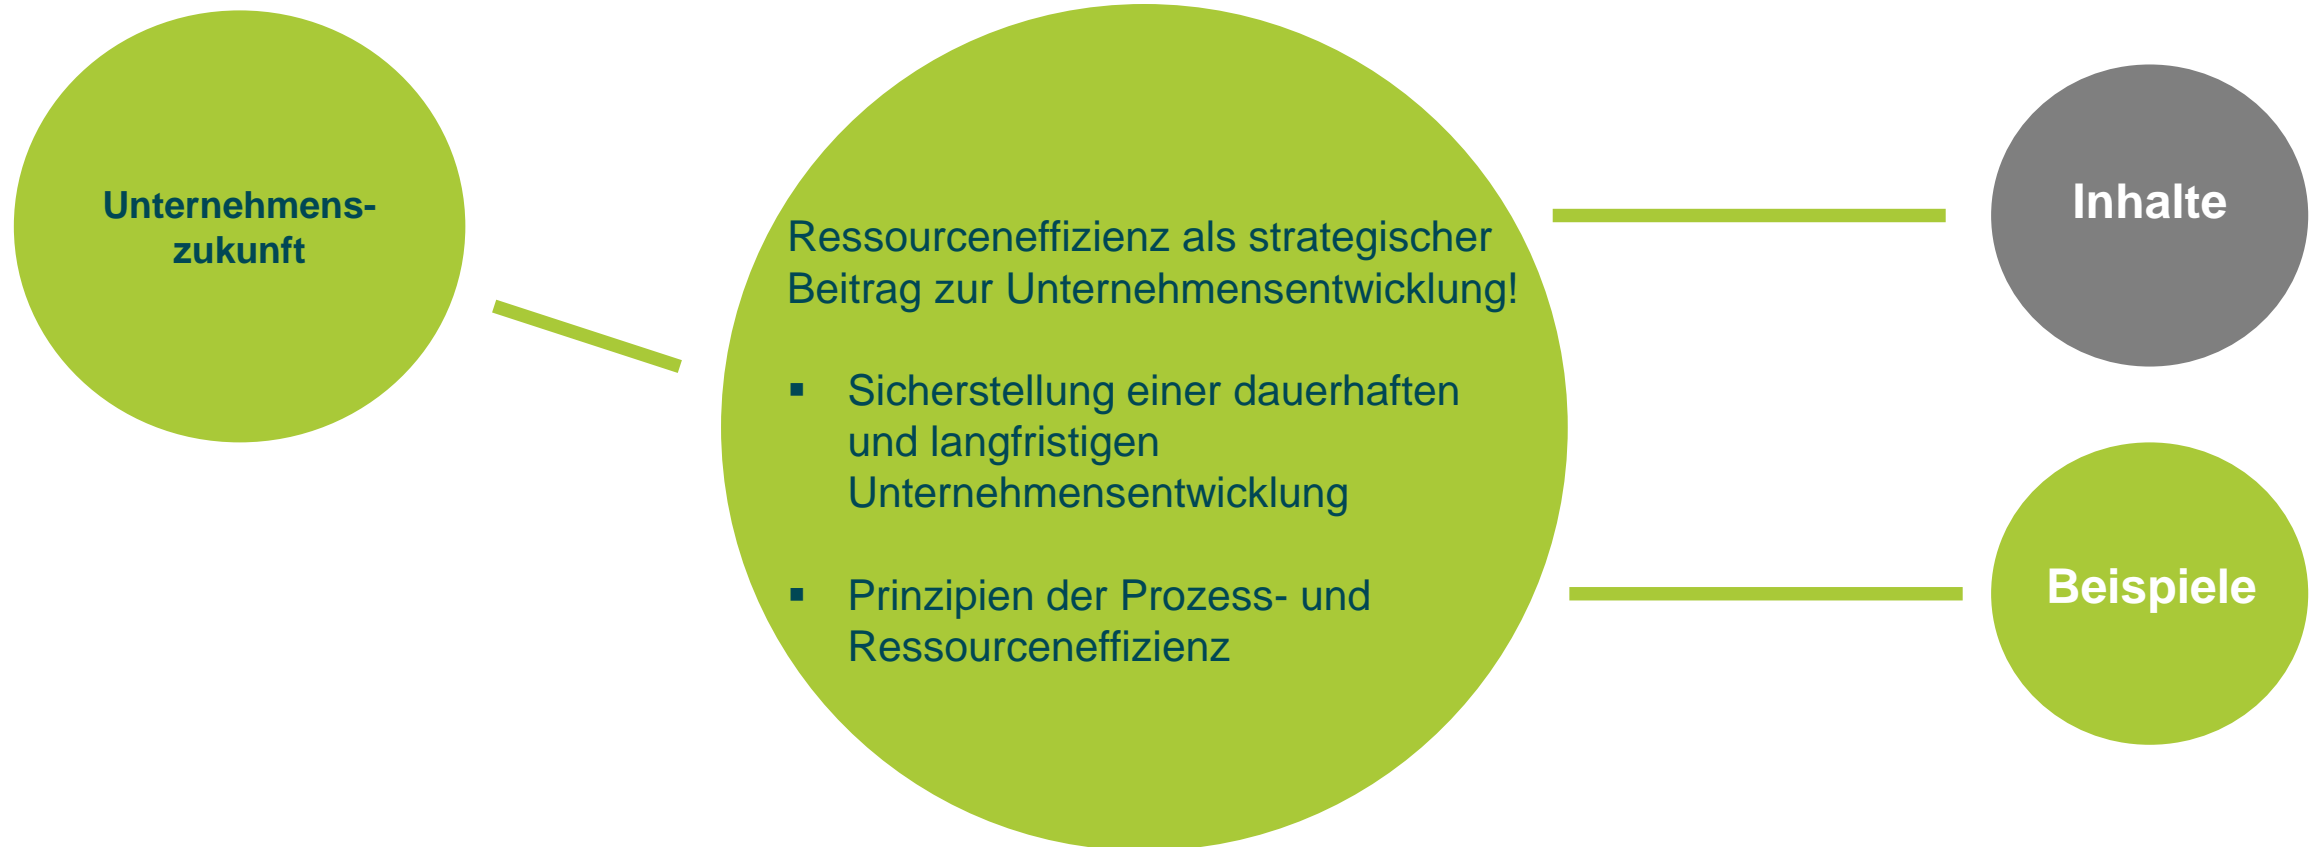 Unternehmens-
zukunft
Ressourceneffizienz als strategischer
Beitrag zur Unternehmensentwicklung!
▪ Sicherstellung einer dauerhaften
und langfristigen
Unternehmensentwicklung
▪ Prinzipien der Prozess- und
Ressourceneffizienz
Inhalte
Beispiele